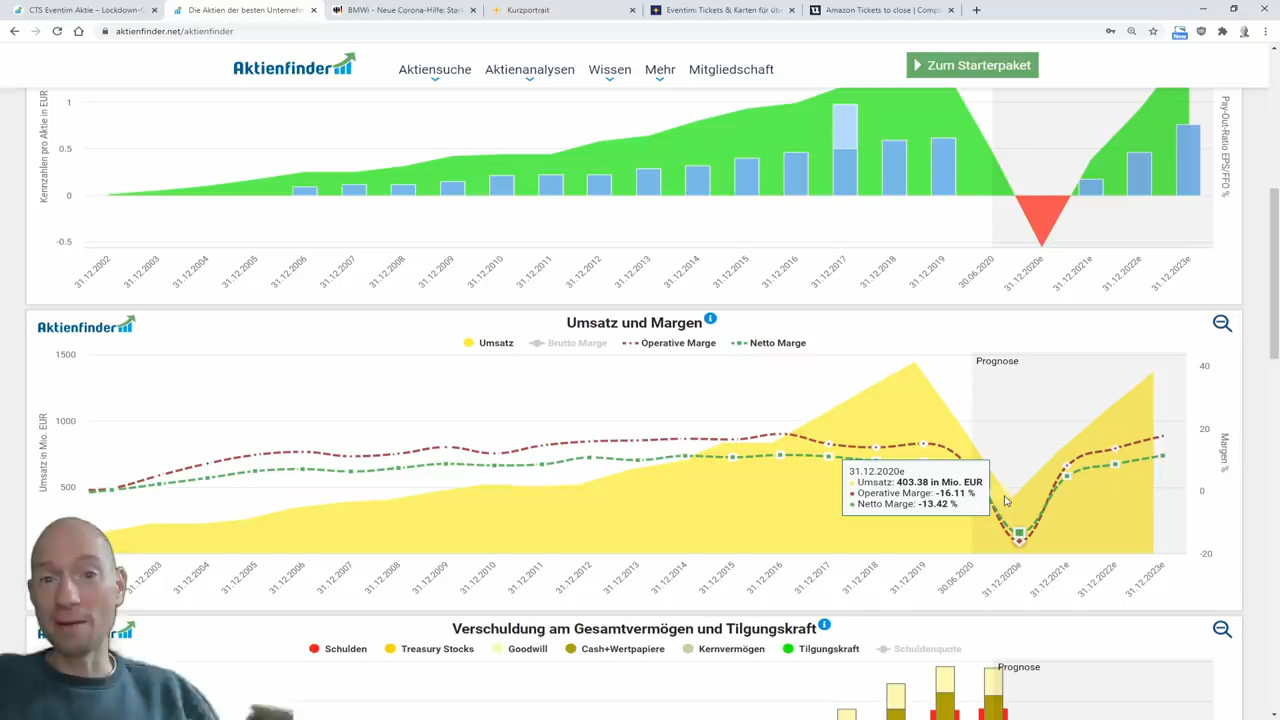 CTS Eventim Aktie – Lockdown-G
Die Aktien der besten Unternehm
BMWi - Neue Corona-Hilfe: Star
Kurzportrait
Eventim: Tickets & Karten für üb
Amazon Tickets to close | Comp
aktienfinder.net/aktienfinder
New
Aktienfinder
Aktiensuche
Aktienanalysen
Wissen
Mehr
Mitgliedschaft
Zum Starterpaket
Kennzahlen pro Aktie in EUR
1
0.5
0
-0.5
Pay-Out-Ratio EPS/FFO %
31.12.2002
31.12.2003
31.12.2004
31.12.2005
31.12.2006
31.12.2007
31.12.2008
31.12.2009
31.12.2010
31.12.2011
31.12.2012
31.12.2013
31.12.2014
31.12.2015
31.12.2016
31.12.2017
31.12.2018
31.12.2019
30.06.2020
31.12.2020e
31.12.2021e
31.12.2022e
31.12.2023e
Aktienfinder
Umsatz und Margen
Umsatz
Brutto Marge
Operative Marge
Netto Marge
Umsatz in Mio. EUR
1500
1000
500
Prognose
40
20
0
-20
Margen %
31.12.2020e
Umsatz: 403.38 in Mio. EUR
Operative Marge: -16.11 %
Netto Marge: -13.42 %
31.12.2003
31.12.2004
31.12.2005
31.12.2006
31.12.2007
31.12.2008
31.12.2009
31.12.2010
31.12.2011
31.12.2012
31.12.2013
31.12.2014
31.12.2015
31.12.2016
31.12.2017
31.12.2018
31.12.2019
30.06.2020
31.12.2020e
31.12.2021e
31.12.2022e
31.12.2023e
Verschuldung am Gesamtvermögen und Tilgungskraft
Schulden
Treasury Stocks
Goodwill
Cash+Wertpapiere
Kernvermögen
Tilgungskraft
Schuldenquote
Prognose